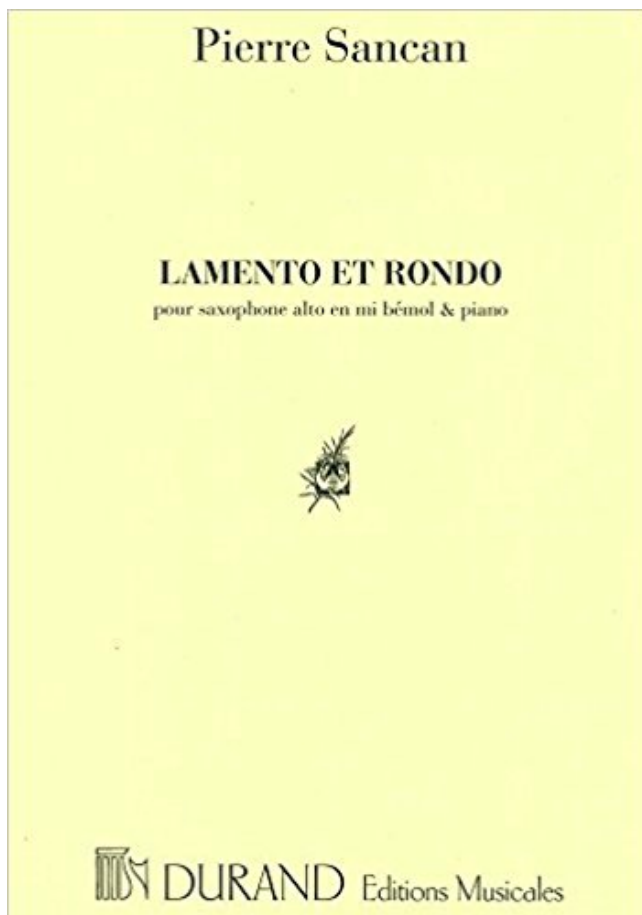 Pierre Sancan
LAMENTO ET RONDO
pour saxophone alto en mi bémol & piano
DURAND Editions Musicales